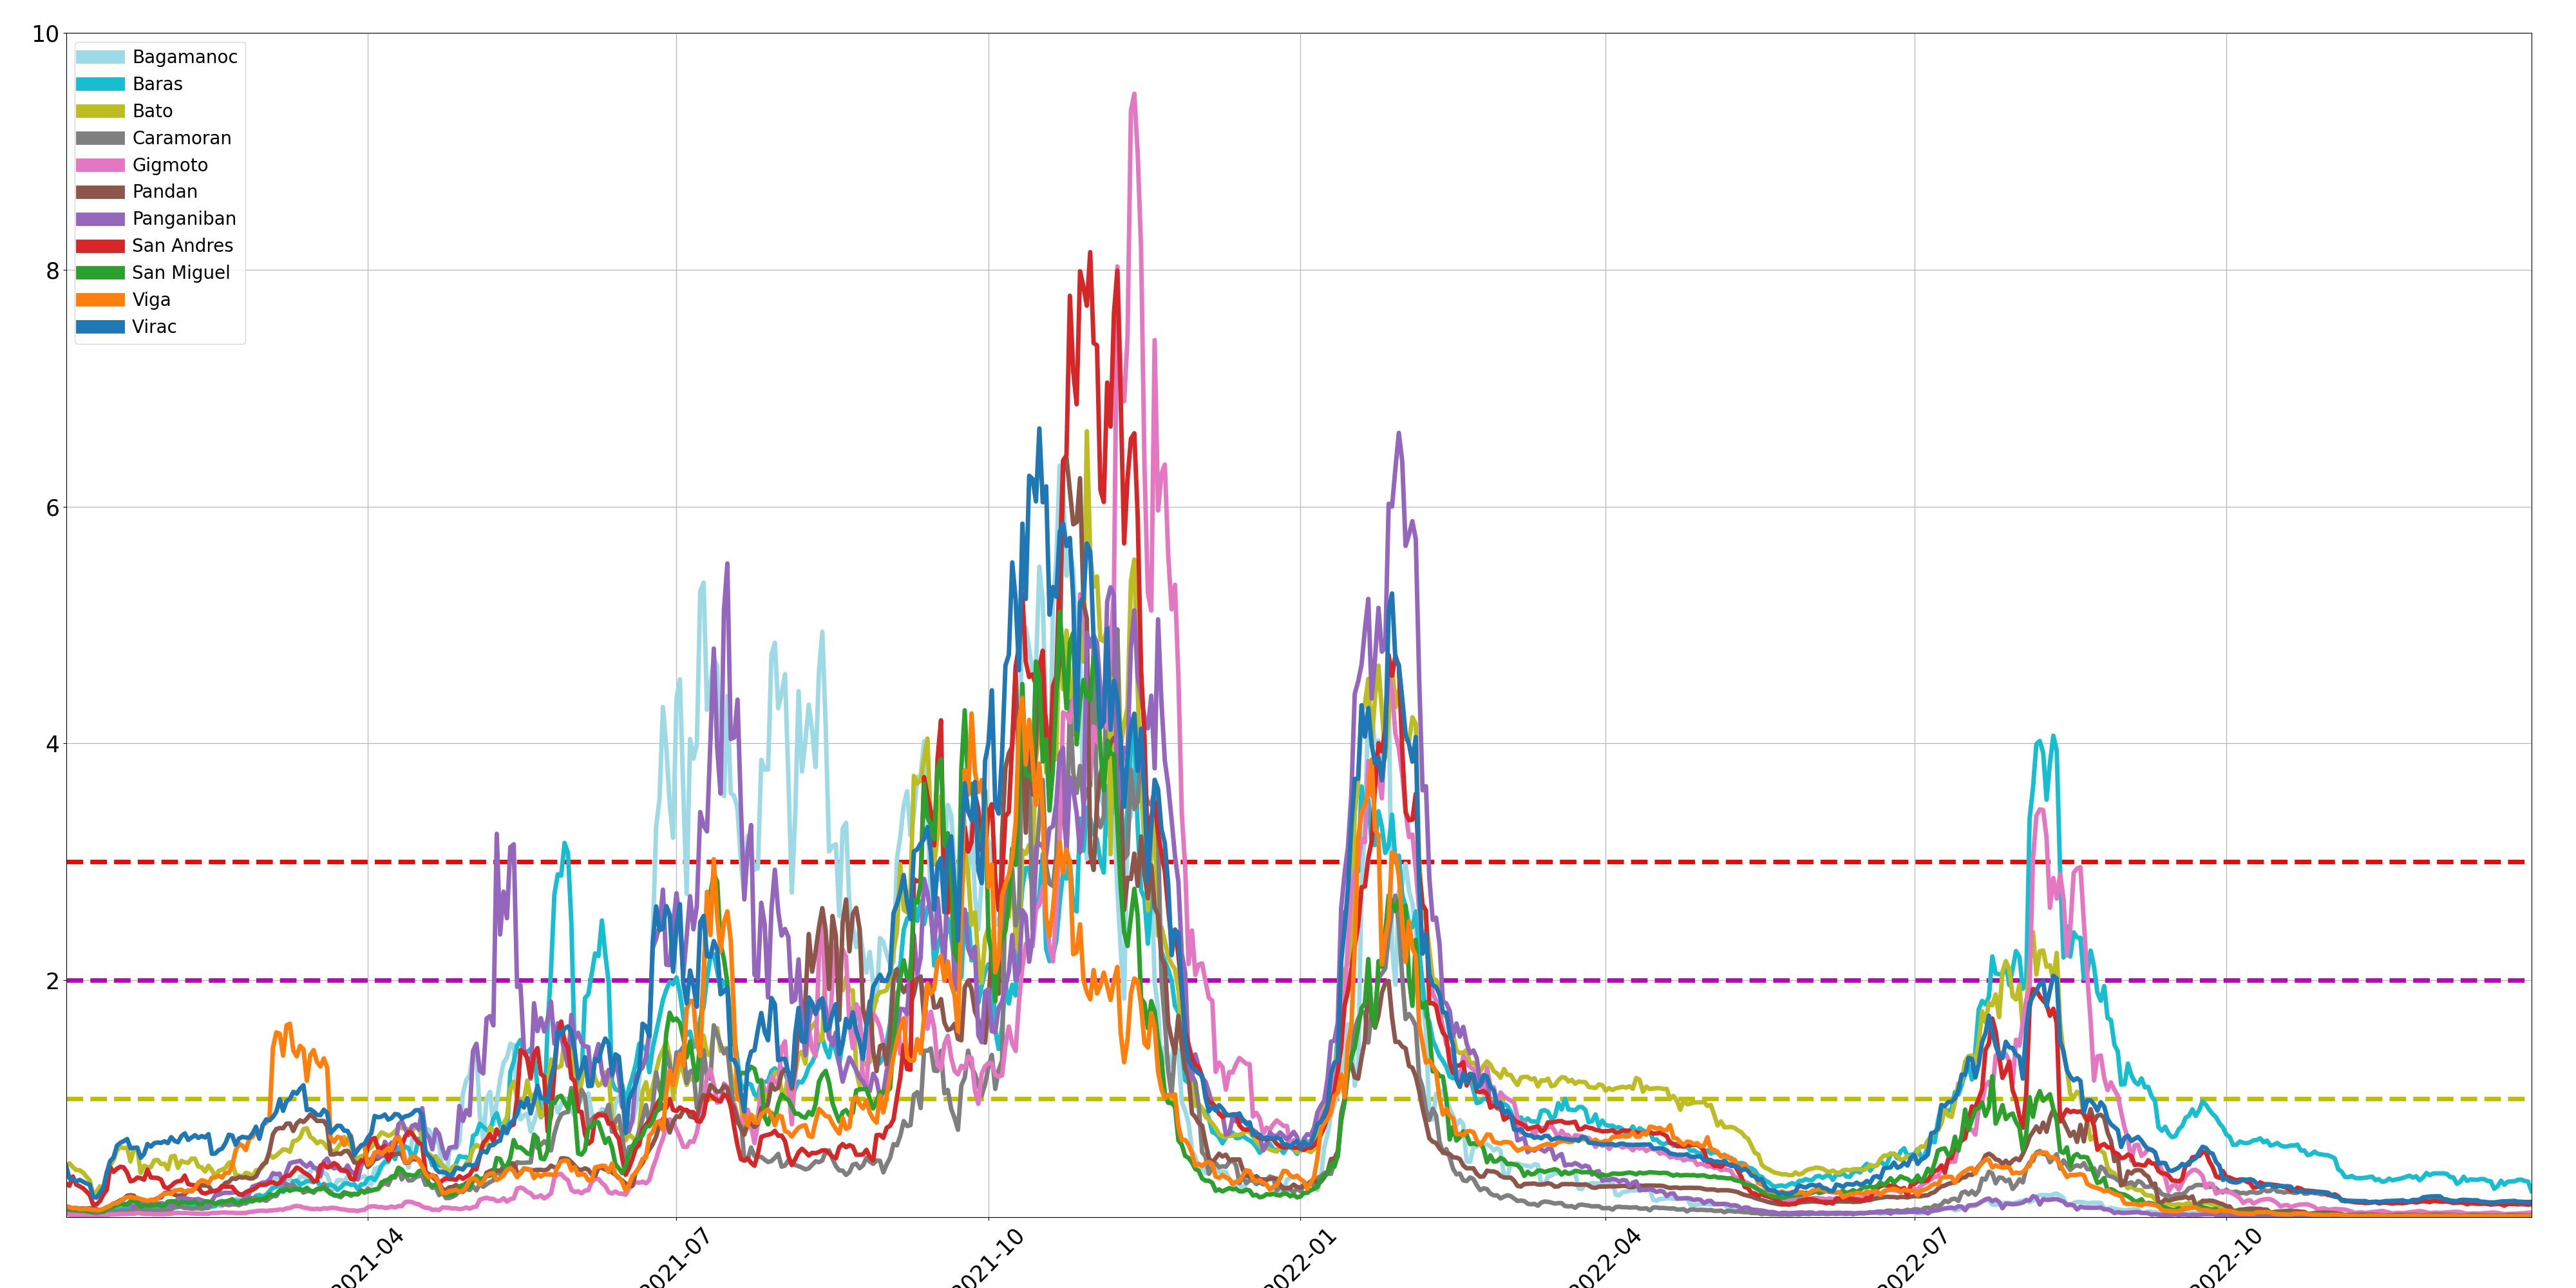 10
8
6
4
2
Bagamanoc
Baras
Bato
Caramoran
Gigmoto
Pandan
Panganiban
San Andres
San Miguel
Viga
Virac
2021-04
2021-07
2021-10
2022-01
2022-04
2022-07
2022-10